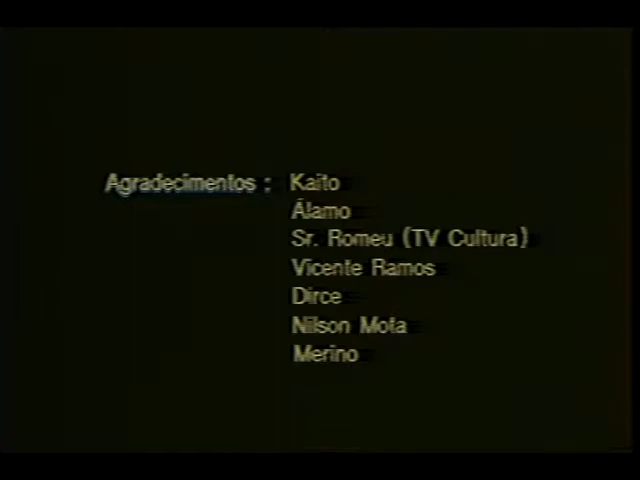 Agradecimentos : Kaito
Álamo
Sr. Romeu (TV Cultura)
Vicente Ramos
Dirce
Nilson Mota
Merino